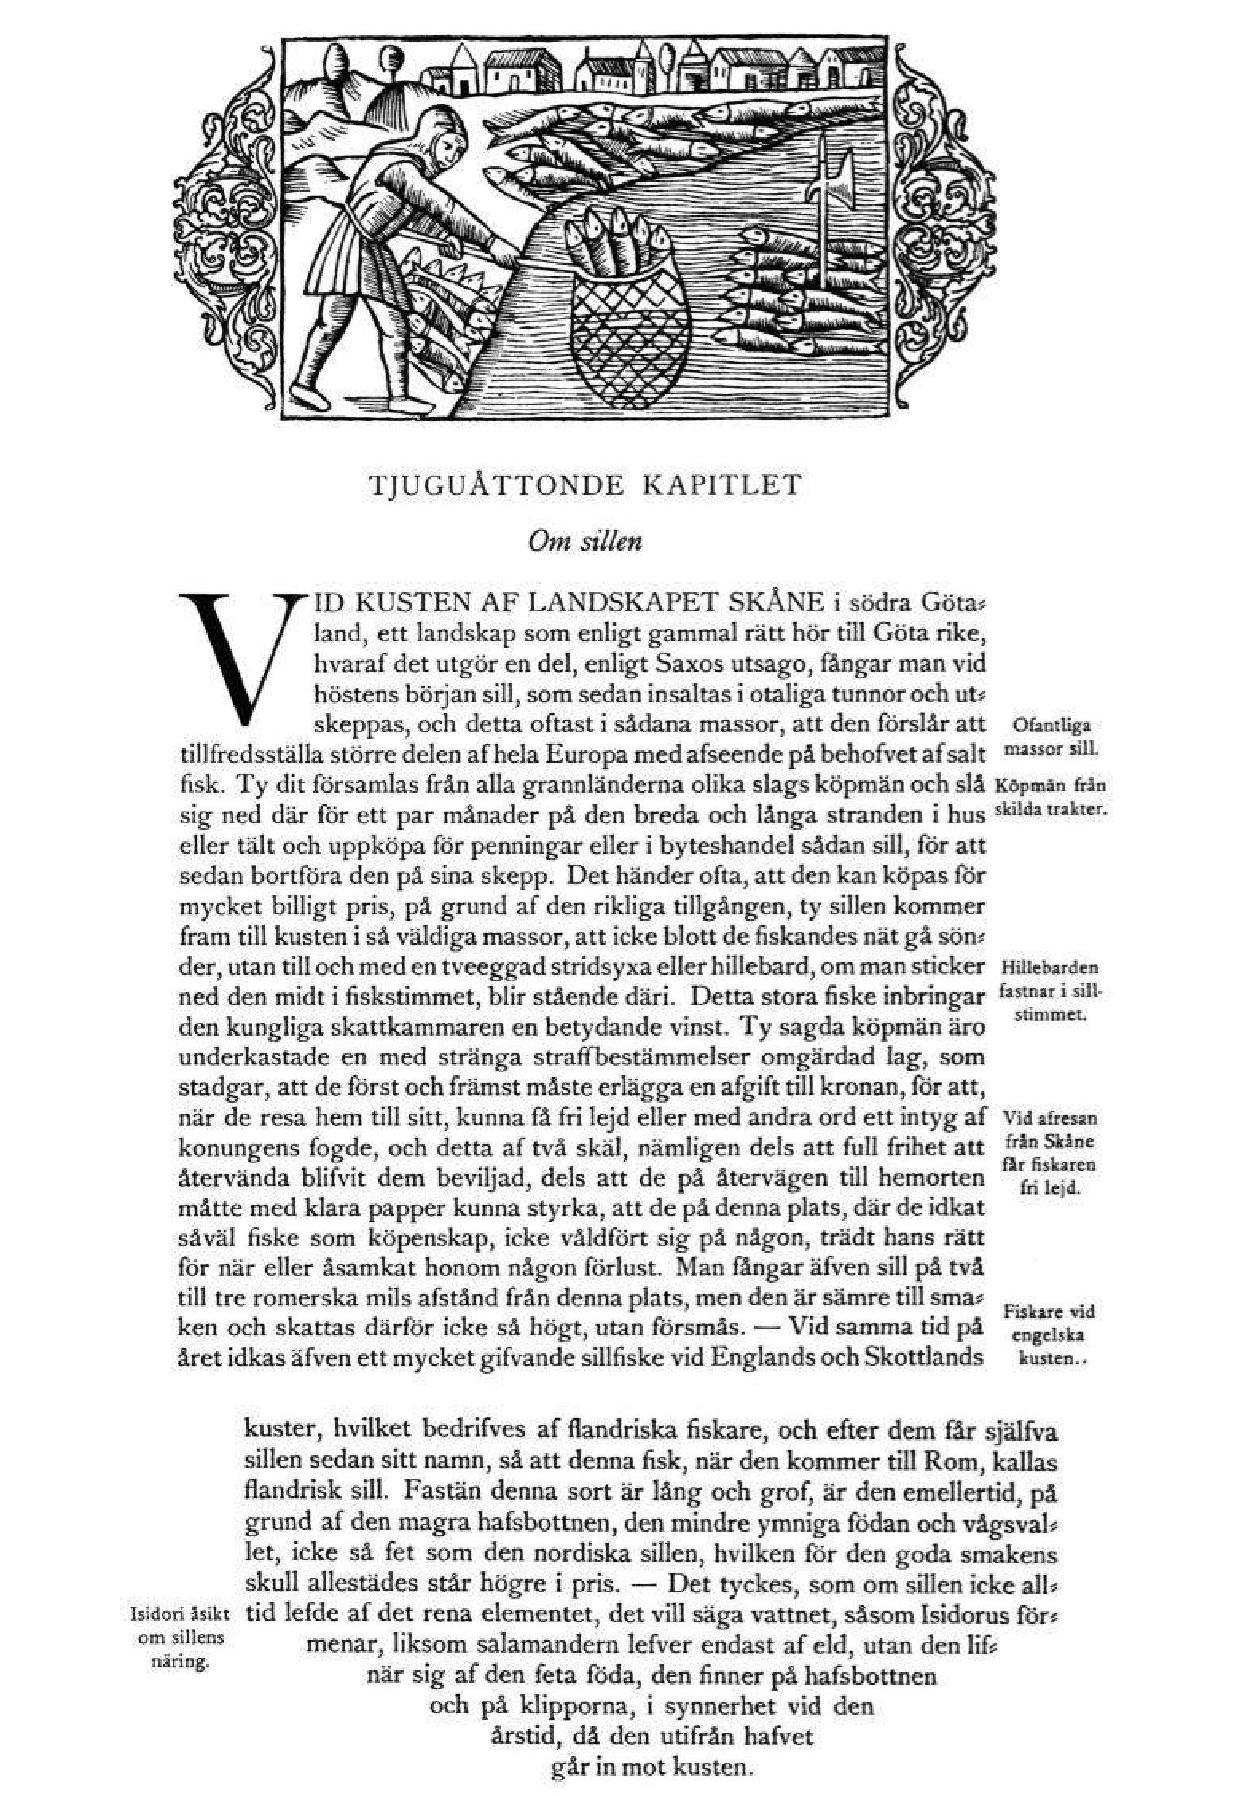 TJUGUÅTTONDE KAPITLET
Om sillen
VID KUSTEN AF LANDSKAPET SKÅNE i södra Göta⸗
land, ett landskap som enligt gammal rätt hör till Göta rike,
hvaraf det utgör en del, enligt Saxos utsago, fångar man vid
höstens början sill, som sedan insaltas i otaliga tunnor och ut⸗
skeppas, och detta oftast i sådana massor, att den förslår att
tillfredsställa större delen af hela Europa med afseende på behofvet af salt
fisk. Ty dit församlas från alla grannländerna olika slags köpmän och slå
sig ned där för ett par månader på den breda och långa stranden i hus
eller tält och uppköpa för penningar eller i byteshandel sådan sill, för att
sedan bortföra den på sina skepp. Det händer ofta, att den kan köpas för
mycket billigt pris, på grund af den rikliga tillgången, ty sillen kommer
fram till kusten i så väldiga massor, att icke blott de fiskandes nät gå sön⸗
der, utan till och med en tveeggad stridsyxa eller hillebard, om man sticker
ned den midt i fiskstimmet, blir stående däri. Detta stora fiske inbringar
den kungliga skattkammaren en betydande vinst. Ty sagda köpmän äro
underkastade en med stränga straffbestämmelser omgärdad lag, som
stadgar, att de först och främst måste erlägga en afgift till kronan, för att,
när de resa hem till sitt, kunna få fri lejd eller med andra ord ett intyg af
konungens fogde, och detta af två skäl, nämligen dels att full frihet att
återvända blifvit dem beviljad, dels att de på återvägen till hemorten
måtte med klara papper kunna styrka, att de på denna plats, där de idkat
såväl fiske som köpenskap, icke våldfört sig på någon, trädt hans rätt
för när eller åsamkat honom någon förlust. Man fångar äfven sill på två
till tre romerska mils afstånd från denna plats, men den är sämre till sma⸗
ken och skattas därför icke så högt, utan försmås. — Vid samma tid på
året idkas äfven ett mycket gifvande sillfiske vid Englands och Skottlands
Ofantliga
massor sill.
Köpmän från
skilda trakter.
Hillebarden
fastnar i sill-
stimmet.
Vid afresan
från Skåne
får fiskaren
fri lejd.
Fiskare vid
engelska
kusten..
kuster, hvilket bedrifves af flandriska fiskare, och efter dem får själfva
sillen sedan sitt namn, så att denna fisk, när den kommer till Rom, kallas
flandrisk sill. Fastän denna sort är lång och grof, är den emellertid, på
grund af den magra hafsbottnen, den mindre ymniga födan och vågsval⸗
let, icke så fet som den nordiska sillen, hvilken för den goda smakens
skull allestädes står högre i pris. — Det tyckes, som om sillen icke all⸗
tid lefde af det rena elementet, det vill säga vattnet, såsom Isidorus för⸗
menar, liksom salamandern lefver endast af eld, utan den lif⸗
när sig af den feta föda, den finner på hafsbottnen
och på klipporna, i synnerhet vid den
årstid, då den utifrån hafvet
går in mot kusten.
Isidori åsikt
om sillens
näring.